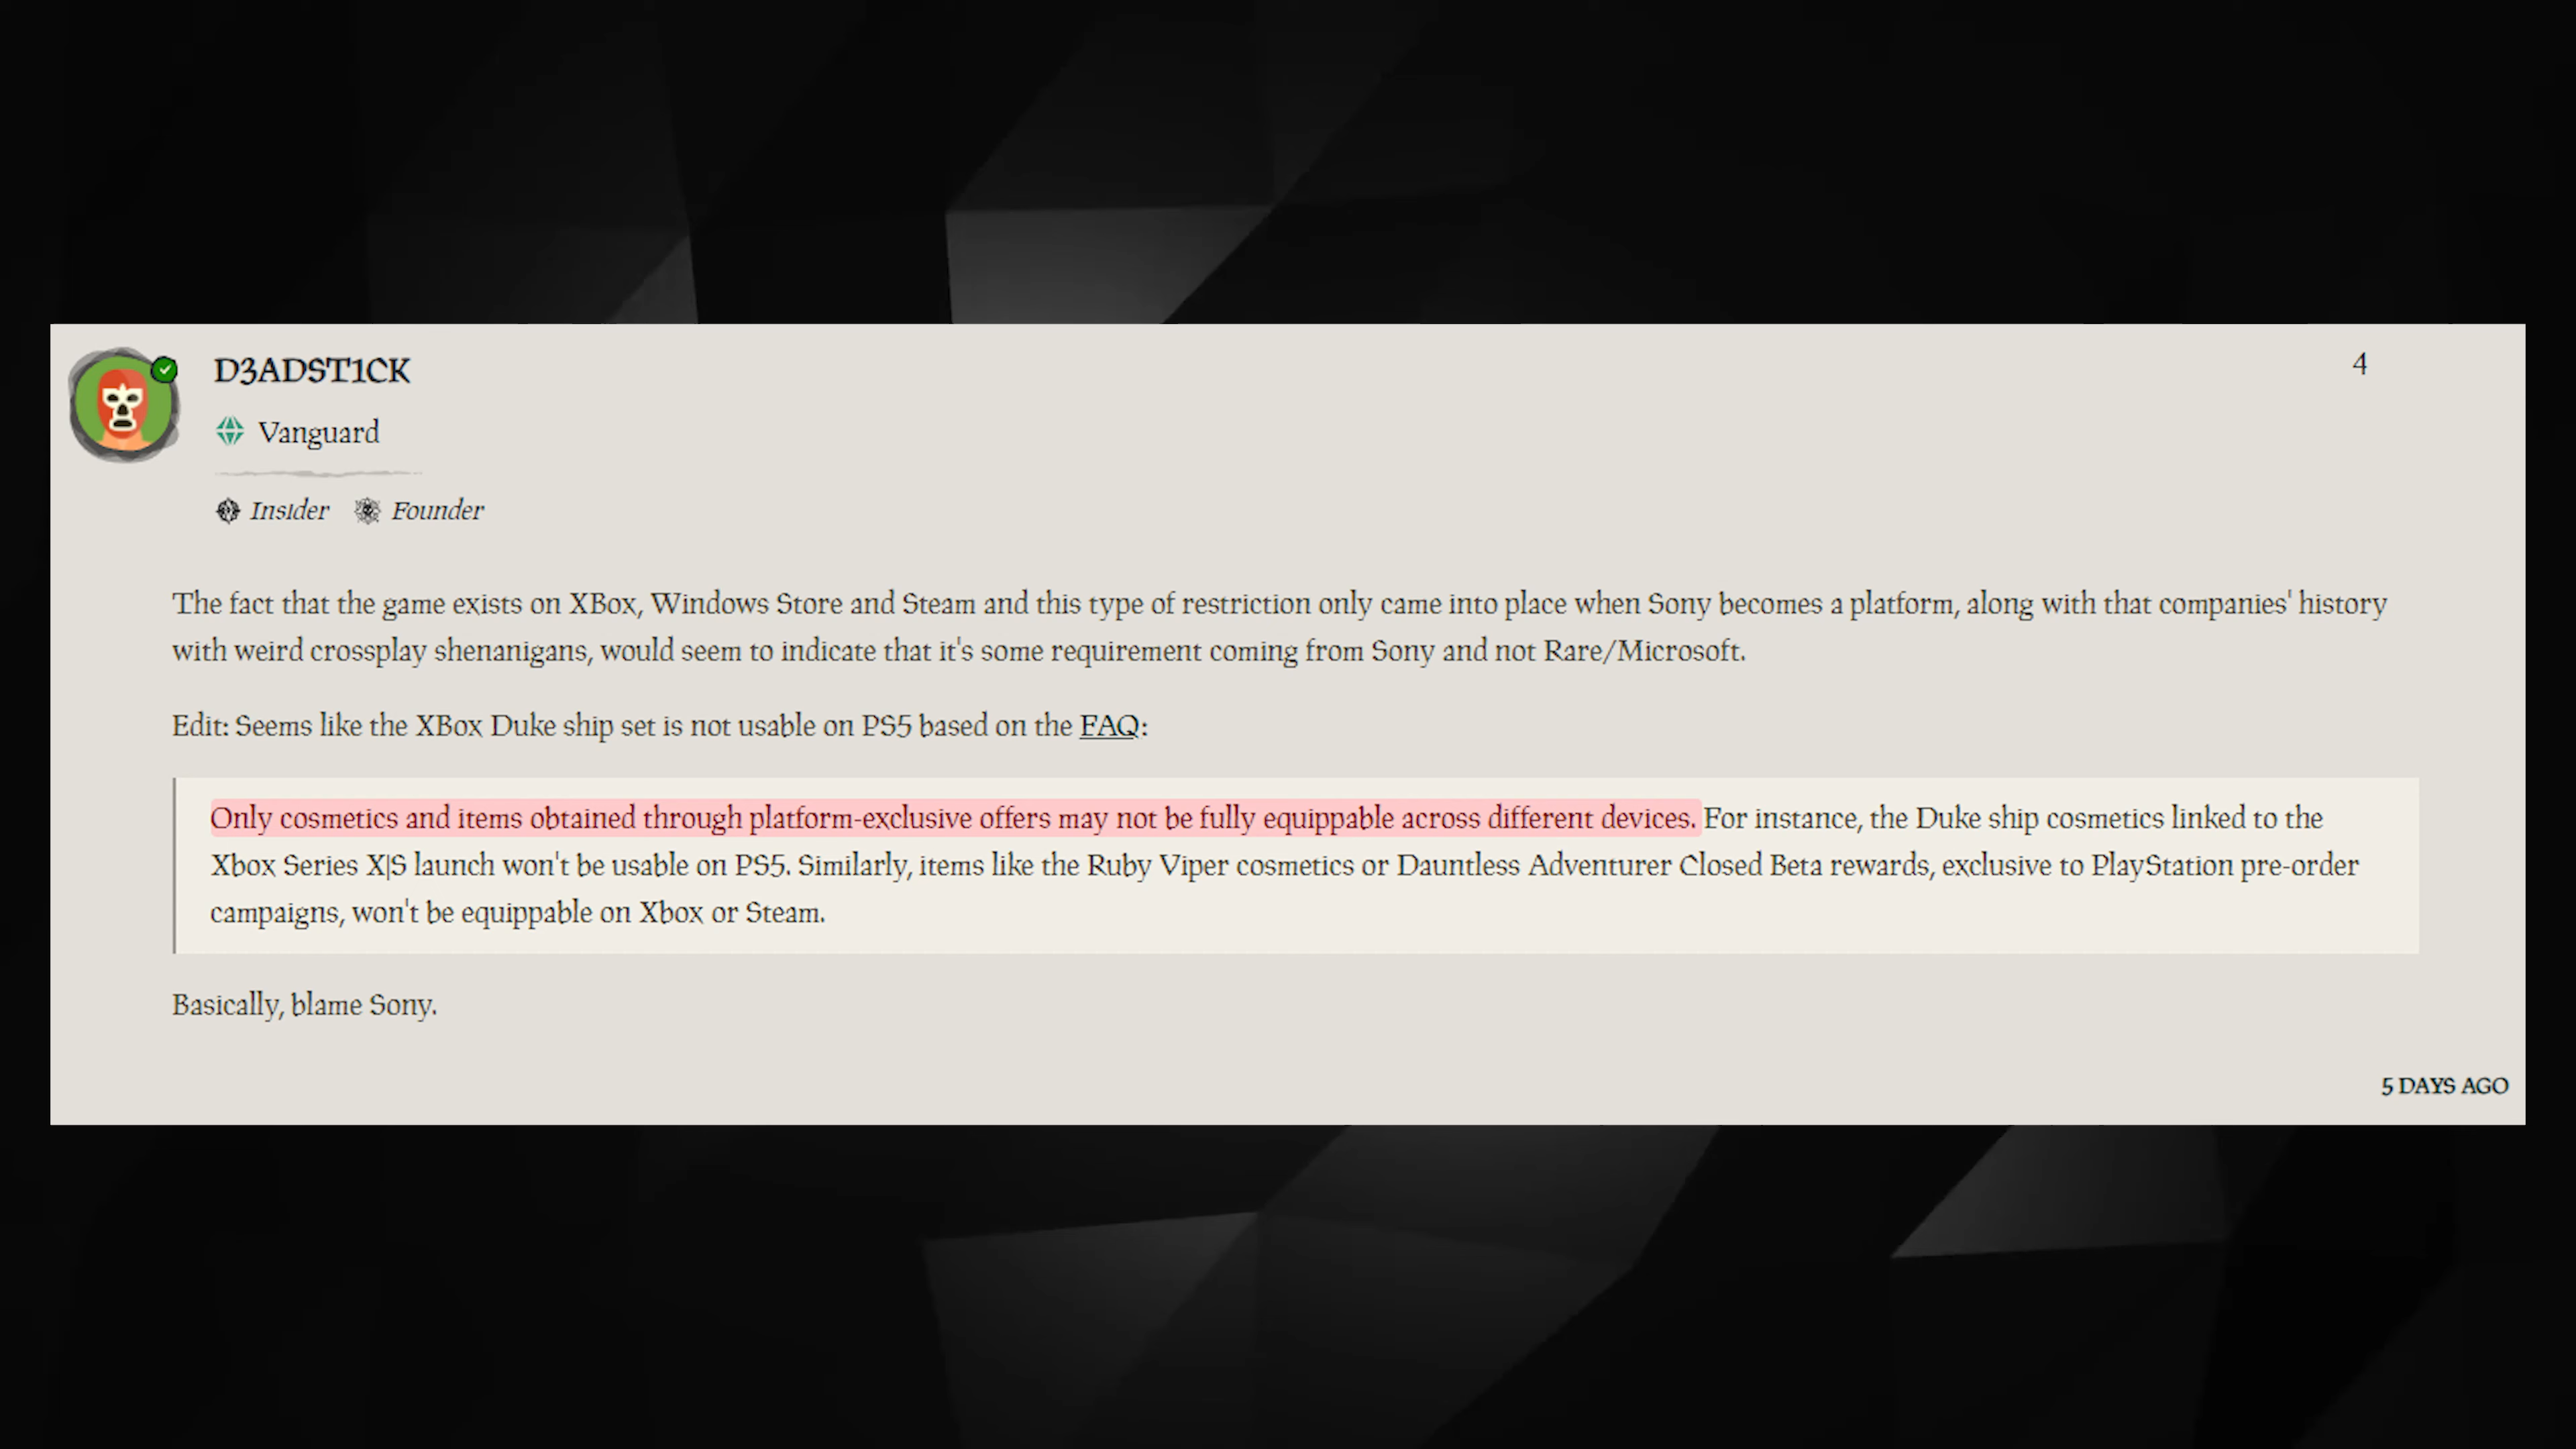 D3ADST1CK
4
Vanguard
Insider Founder
The fact that the game exists on XBox, Windows Store and Steam and this type of restriction only came into place when Sony becomes a platform, along with that companies' history
with weird crossplay shenanigans, would seem to indicate that it's some requirement coming from Sony and not Rare/Microsoft.
Edit: Seems like the XBox Duke ship set is not usable on PS5 based on the FAQ:
Only cosmetics and items obtained through platform-exclusive offers may not be fully equippable across different devices. For instance, the Duke ship cosmetics linked to the
Xbox Series X|S launch won't be usable on PS5. Similarly, items like the Ruby Viper cosmetics or Dauntless Adventurer Closed Beta rewards, exclusive to PlayStation pre-order
campaigns, won't be equippable on Xbox or Steam.
Basically, blame Sony.
5 DAYS AGO